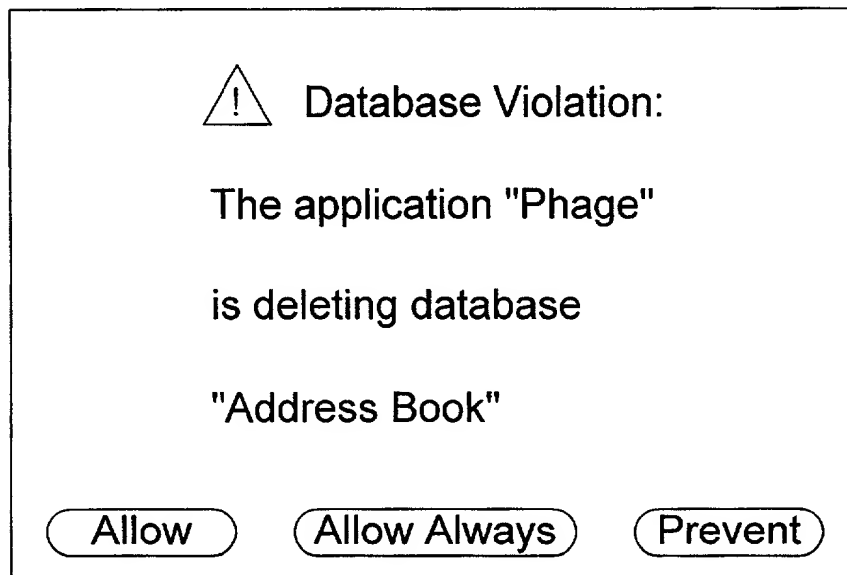 ! Database Violation:
The application "Phage"
is deleting database
"Address Book"
Allow Allow Always Prevent